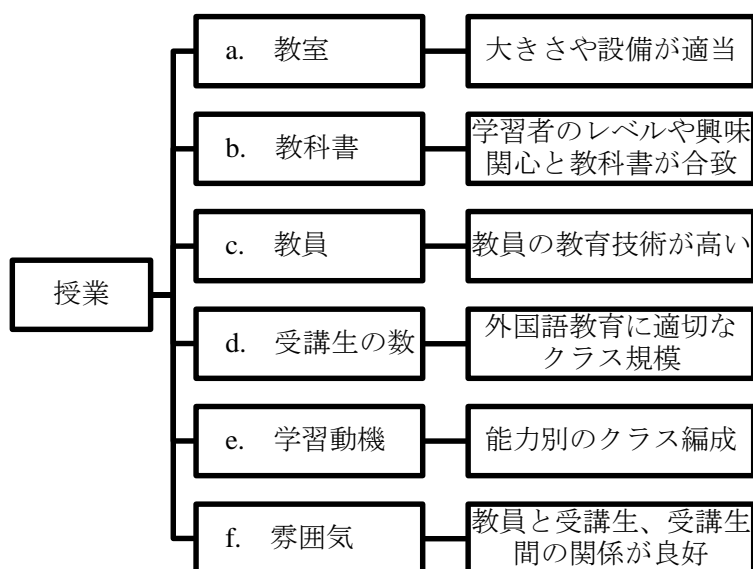 a. 教室
大きさや設備が適当
b. 教科書
学習者のレベルや興味
関心と教科書が合致
c. 教員
教員の教育技術が高い
授業
d. 受講生の数
外国語教育に適切な
クラス規模
e. 学習動機
能力別のクラス編成
f. 雰囲気
教員と受講生、受講生
間の関係が良好